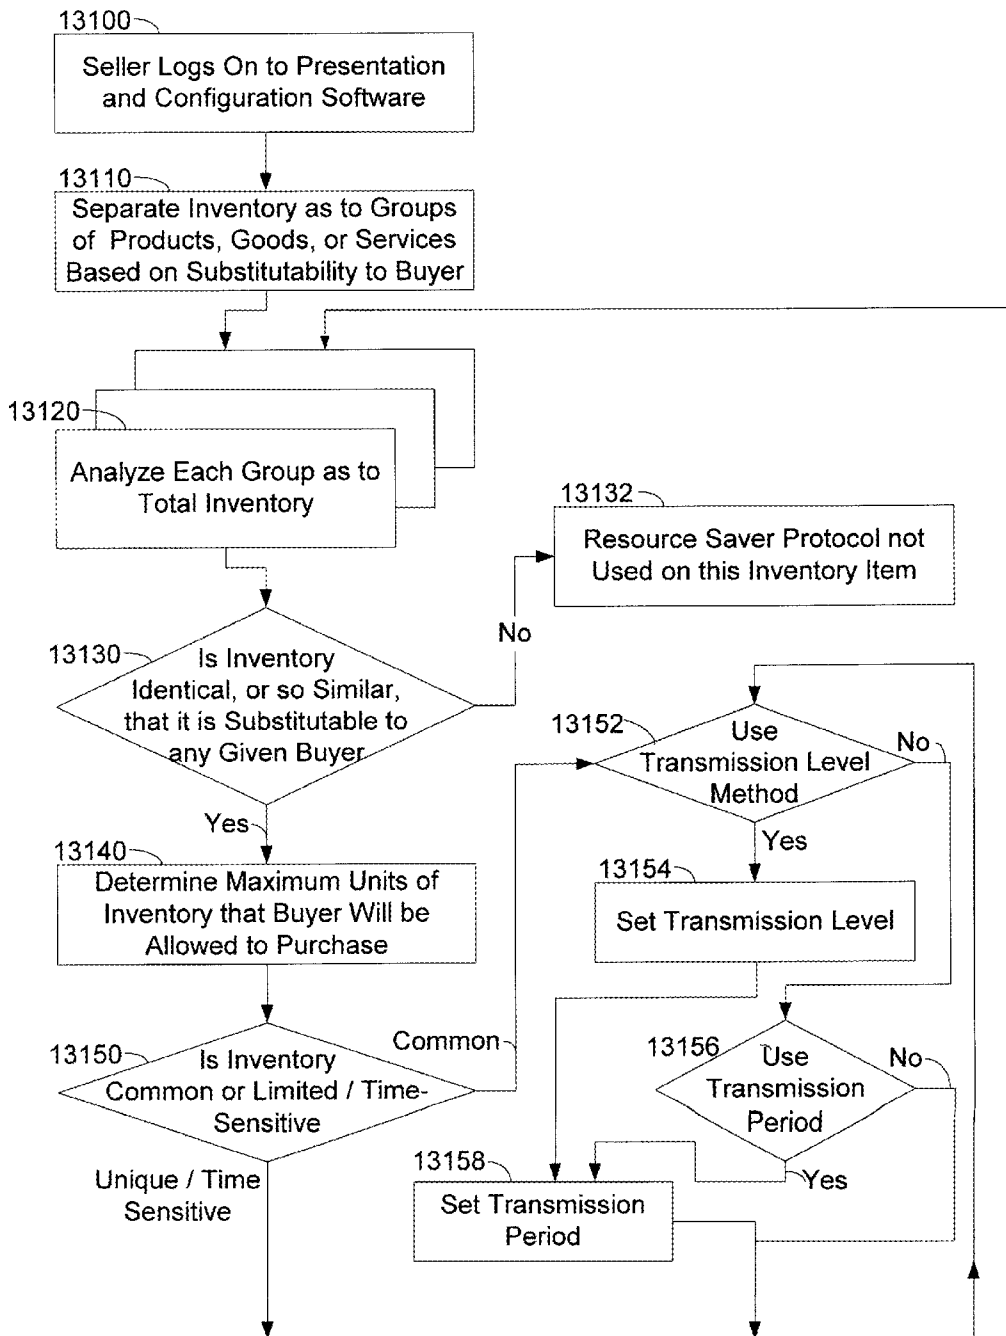 13100
Seller Logs On to Presentation
and Configuration Software
13110
Separate Inventory as to Groups
of Products, Goods, or Services
Based on Substitutability to Buyer
13120
Analyze Each Group as to
Total Inventory
13132
Resource Saver Protocol not
Used on this Inventory Item
No
13130
Is Inventory
Identical, or so Similar,
that it is Substitutable to
any Given Buyer
Yes
13152
Use
Transmission Level
Method
No
Yes
13140
Determine Maximum Units of
Inventory that Buyer Will be
Allowed to Purchase
13154
Set Transmission Level
13150
Is Inventory
Common or Limited / Time-
Sensitive
Common
13156
Use
Transmission
Period
No
Yes
Unique / Time
Sensitive
13158
Set Transmission
Period